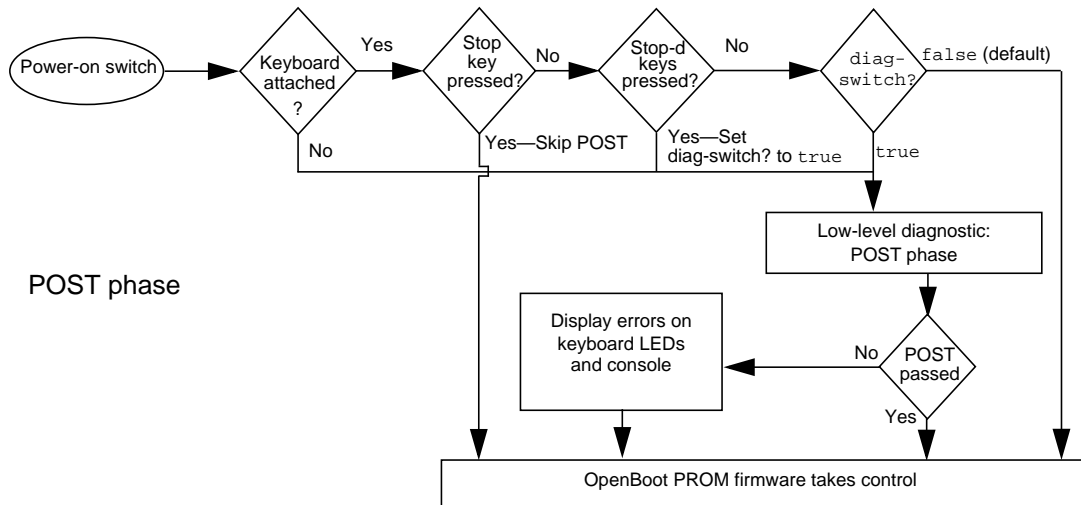 Power-on switch
Keyboard
attached
?
Yes
Stop
key
pressed?
No
Stop-d
keys
pressed?
No
diag-
switch?
false (default)
No
Yes—Skip POST
Yes—Set
diag-switch? to true
true
Low-level diagnostic:
POST phase
POST phase
Display errors on
keyboard LEDs
and console
No
POST
passed
Yes
OpenBoot PROM firmware takes control